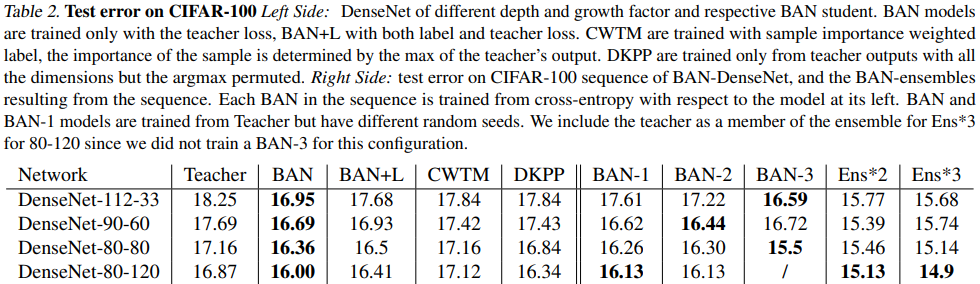 Table 2. Test error on CIFAR-100 Left Side: DenseNet of different depth and growth factor and respective BAN student. BAN models
are trained only with the teacher loss, BAN+L with both label and teacher loss. CWTM are trained with sample importance weighted
label, the importance of the sample is determined by the max of the teacher's output. DKPP are trained only from teacher outputs with all
the dimensions but the argmax permuted. Right Side: test error on CIFAR-100 sequence of BAN-DenseNet, and the BAN-ensembles
resulting from the sequence. Each BAN in the sequence is trained from cross-entropy with respect to the model at its left. BAN and
BAN-1 models are trained from Teacher but have different random seeds. We include the teacher as a member of the ensemble for Ens*3
for 80-120 since we did not train a BAN-3 for this configuration.
Network Teacher BAN BAN+L CWTM DKPP BAN-1 BAN-2 BAN-3 Ens*2 Ens*3
DenseNet-112-33 18.25 16.95 17.68 17.84 17.84 17.61 17.22 16.59 15.77 15.68
DenseNet-90-60 17.69 16.69 16.93 17.42 17.43 16.62 16.44 16.72 15.39 15.74
DenseNet-80-80 17.16 16.36 16.5 17.16 16.84 16.26 16.30 15.5 15.46 15.14
DenseNet-80-120 16.87 16.00 16.41 17.12 16.34 16.13 16.13 / 15.13 14.9